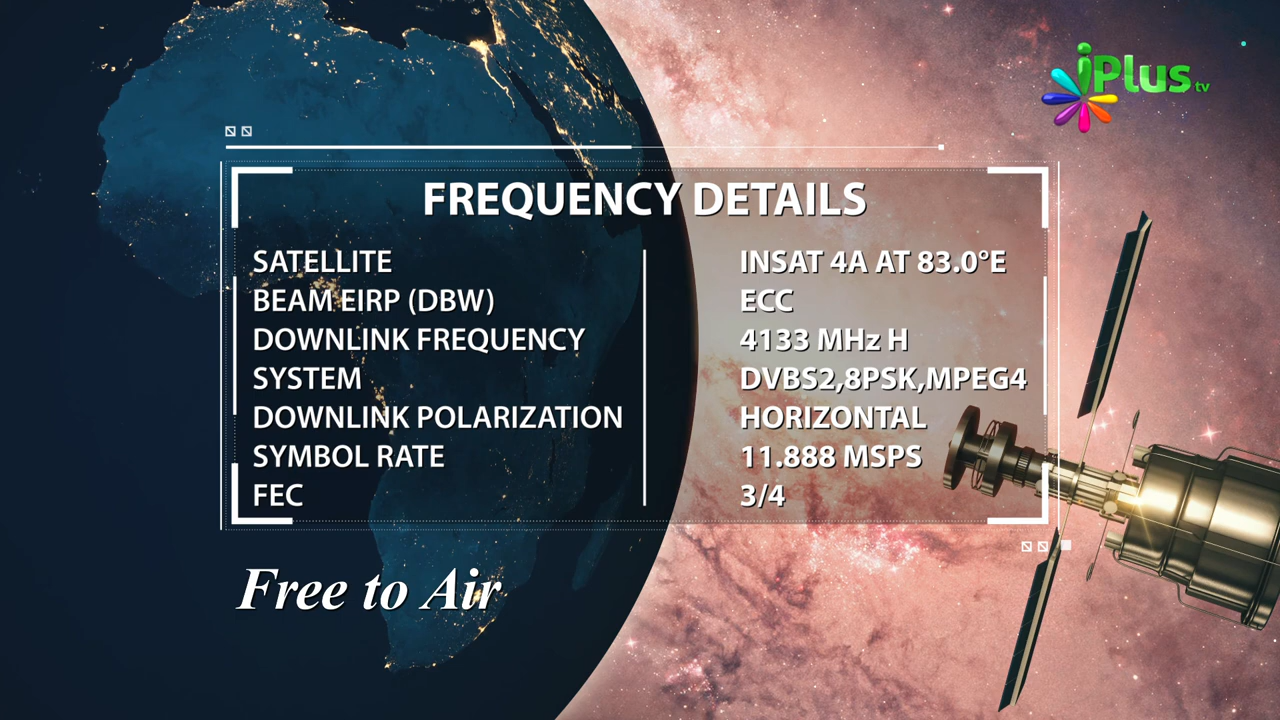 iPlus tv
FREQUENCY DETAILS
SATELLITE INSAT 4A AT 83.0°E
BEAM EIRP (DBW) ECC
DOWNLINK FREQUENCY 4133 MHz H
SYSTEM DVBS2,8PSK,MPEG4
DOWNLINK POLARIZATION HORIZONTAL
SYMBOL RATE 11.888 MSPS
FEC 3/4
Free to Air